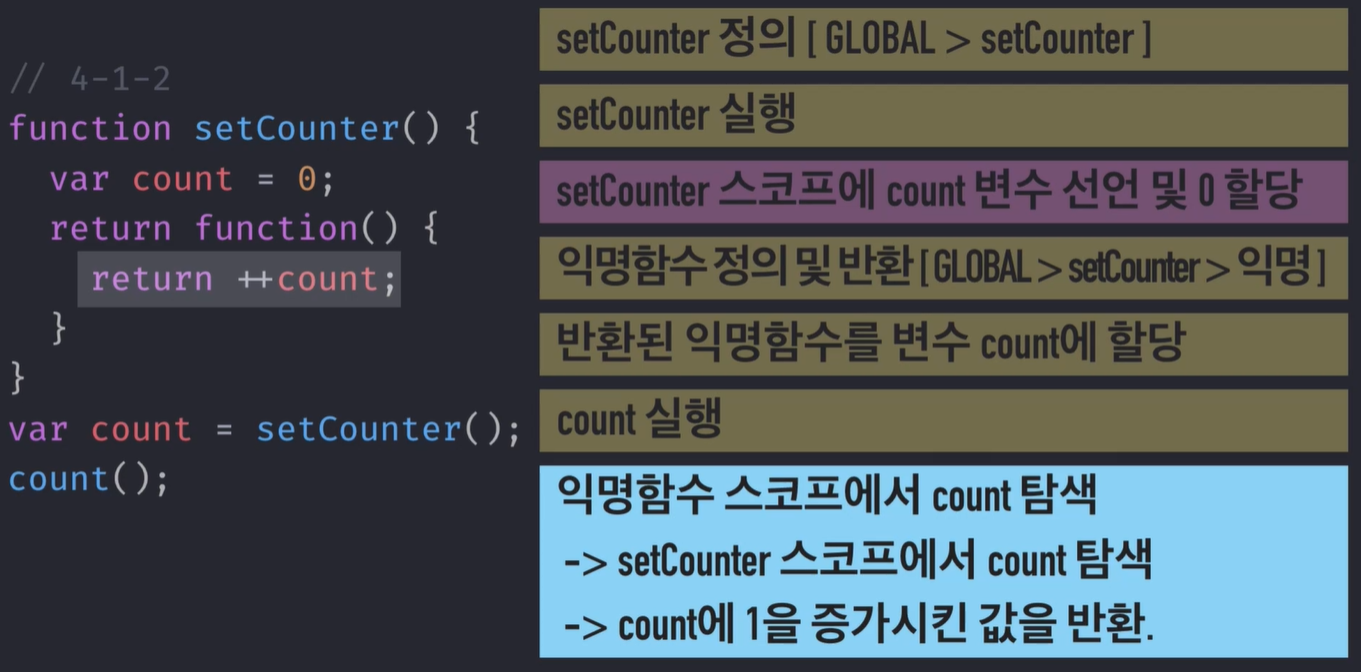 // 4-1-2
function setCounter() {
  var count = 0;
  return function() {
    return ++count;
  }
}
var count = setCounter();
count();
setCounter 정의 [ GLOBAL > setCounter ]
setCounter 실행
setCounter 스코프에 count 변수 선언 및 0 할당
익명함수 정의 및 반환 [ GLOBAL > setCounter > 익명 ]
반환된 익명함수를 변수 count에 할당
count 실행
익명함수 스코프에서 count 탐색
-> setCounter 스코프에서 count 탐색
-> count에 1을 증가시킨 값을 반환.